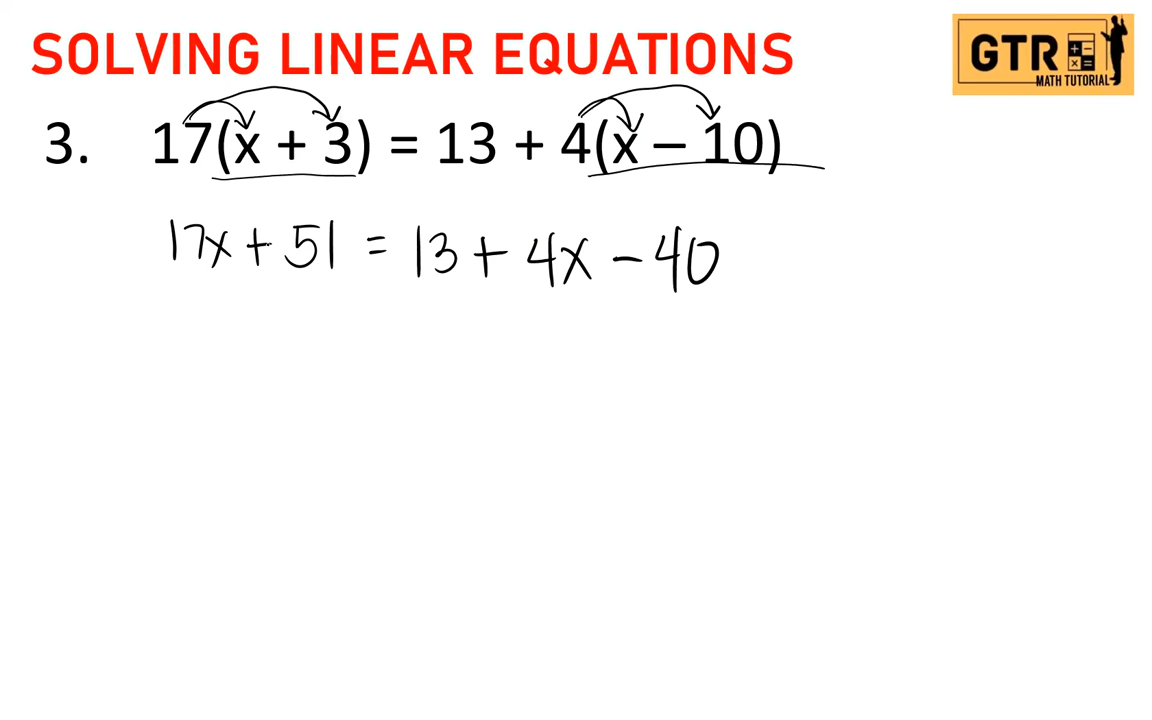 SOLVING LINEAR EQUATIONS
GTR
MATH TUTORIAL
3. 17(x + 3) = 13 + 4(x – 10)
17x + 51 = 13 + 4x – 40